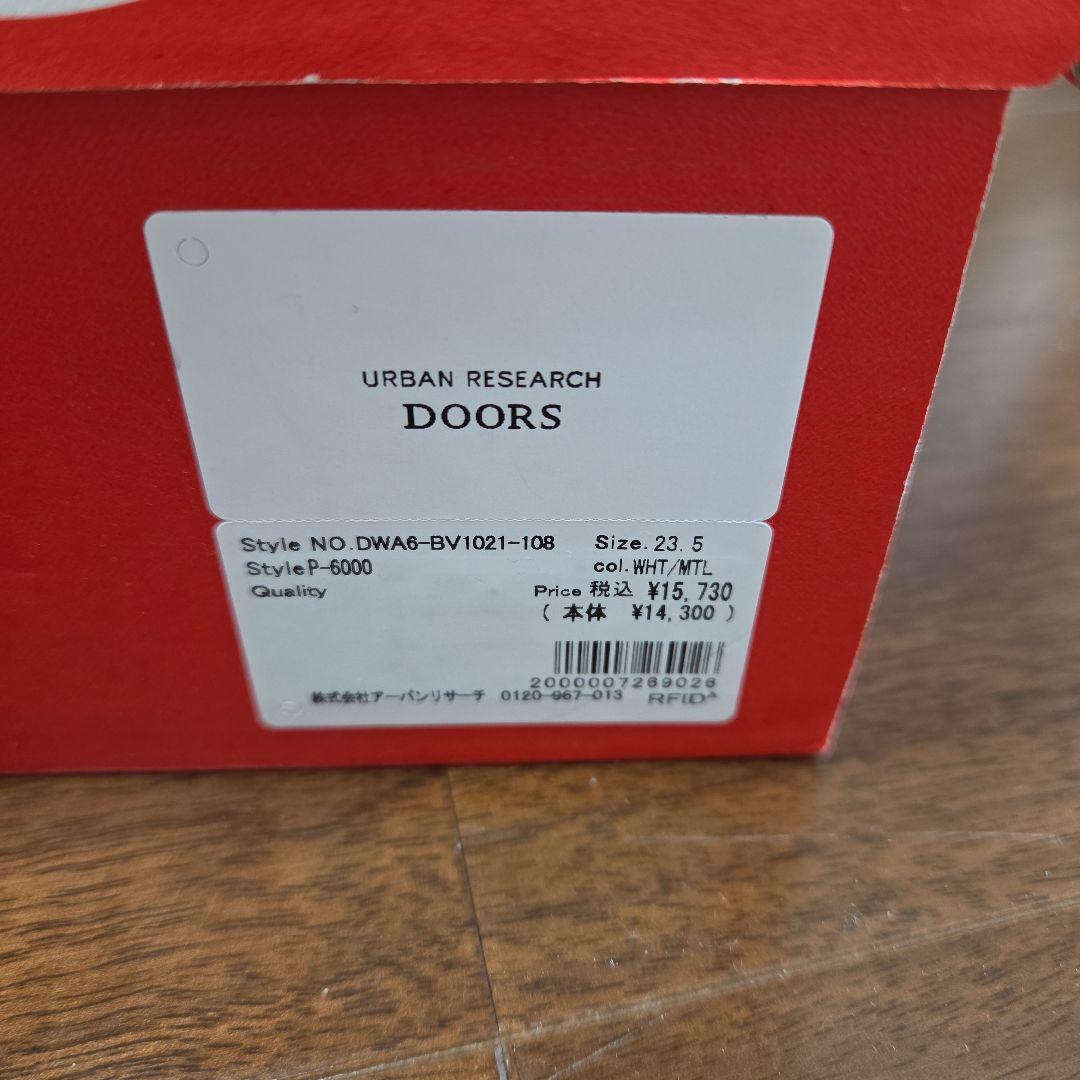 URBAN RESEARCH
DOORS
Style NO.DWA6-BV1021-108 Size.23.5
StyleP-6000 col.WHT/MTL
Quality Price 税込 ¥15,730
( 本体 ¥14,300 )
2000007269026
株式会社アーバンリサーチ 0120-967-013 RFID